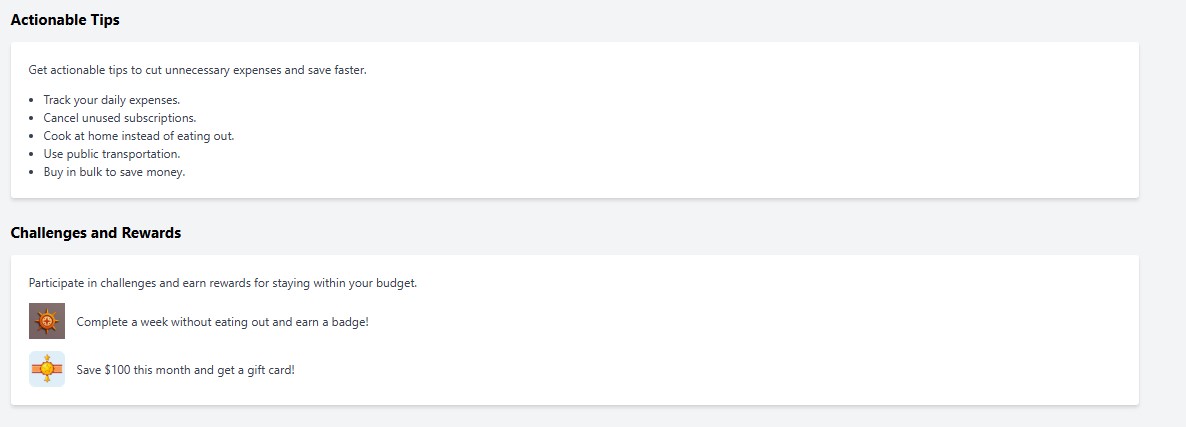 Actionable Tips
Get actionable tips to cut unnecessary expenses and save faster.
• Track your daily expenses.
• Cancel unused subscriptions.
• Cook at home instead of eating out.
• Use public transportation.
• Buy in bulk to save money.
Challenges and Rewards
Participate in challenges and earn rewards for staying within your budget.
Complete a week without eating out and earn a badge!
Save $100 this month and get a gift card!